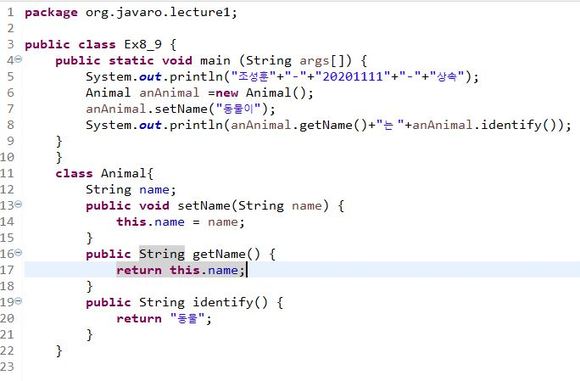 1 package org.javaro.lecture1;
2
3 public class Ex8_9 {
4 public static void main (String args[]) {
5 System.out.println("조성훈"+"-"+"20201111"+"-"+"상속");
6 Animal anAnimal =new Animal();
7 anAnimal.setName("동물이");
8 System.out.println(anAnimal.getName()+"는 "+anAnimal.identify());
9 }
10 }
11 class Animal{
12 String name;
13 public void setName(String name) {
14 this.name = name;
15 }
16 public String getName() {
17 return this.name;
18 }
19 public String identify() {
20 return "동물";
21 }
22 }
23